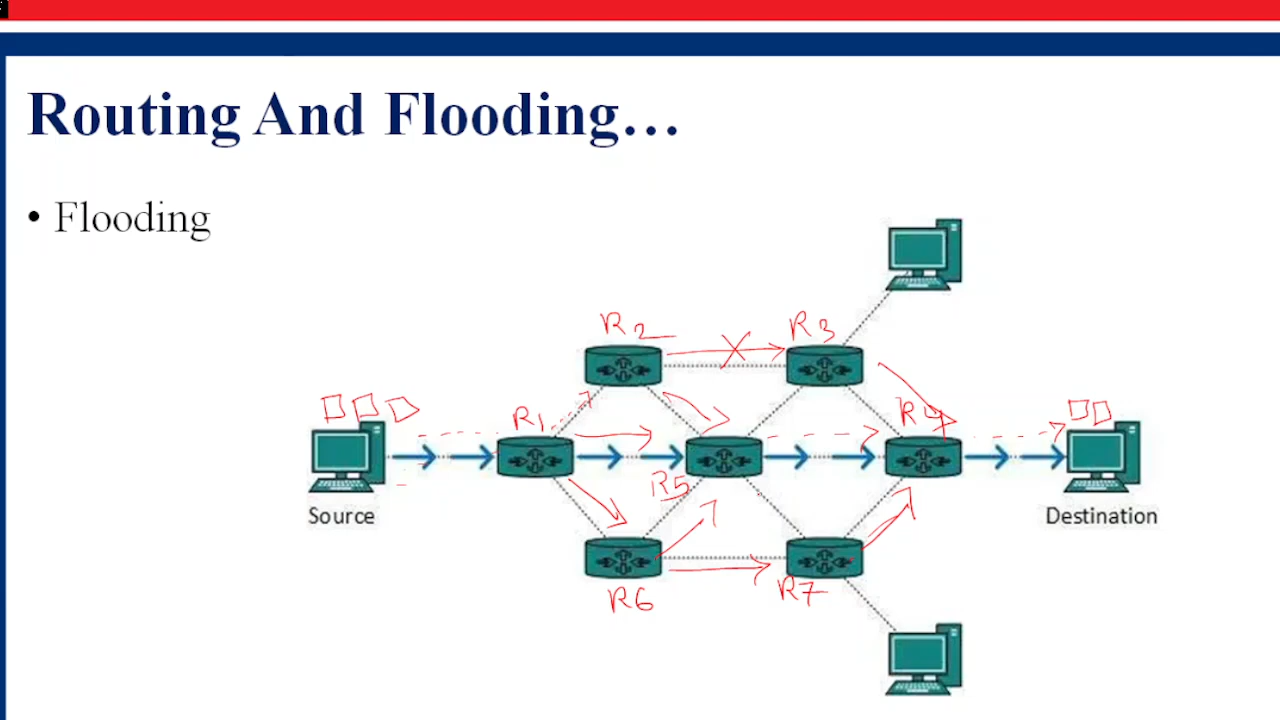 Routing And Flooding…
• Flooding
R2
R3
R1
R4
R5
Source
Destination
R6
R7